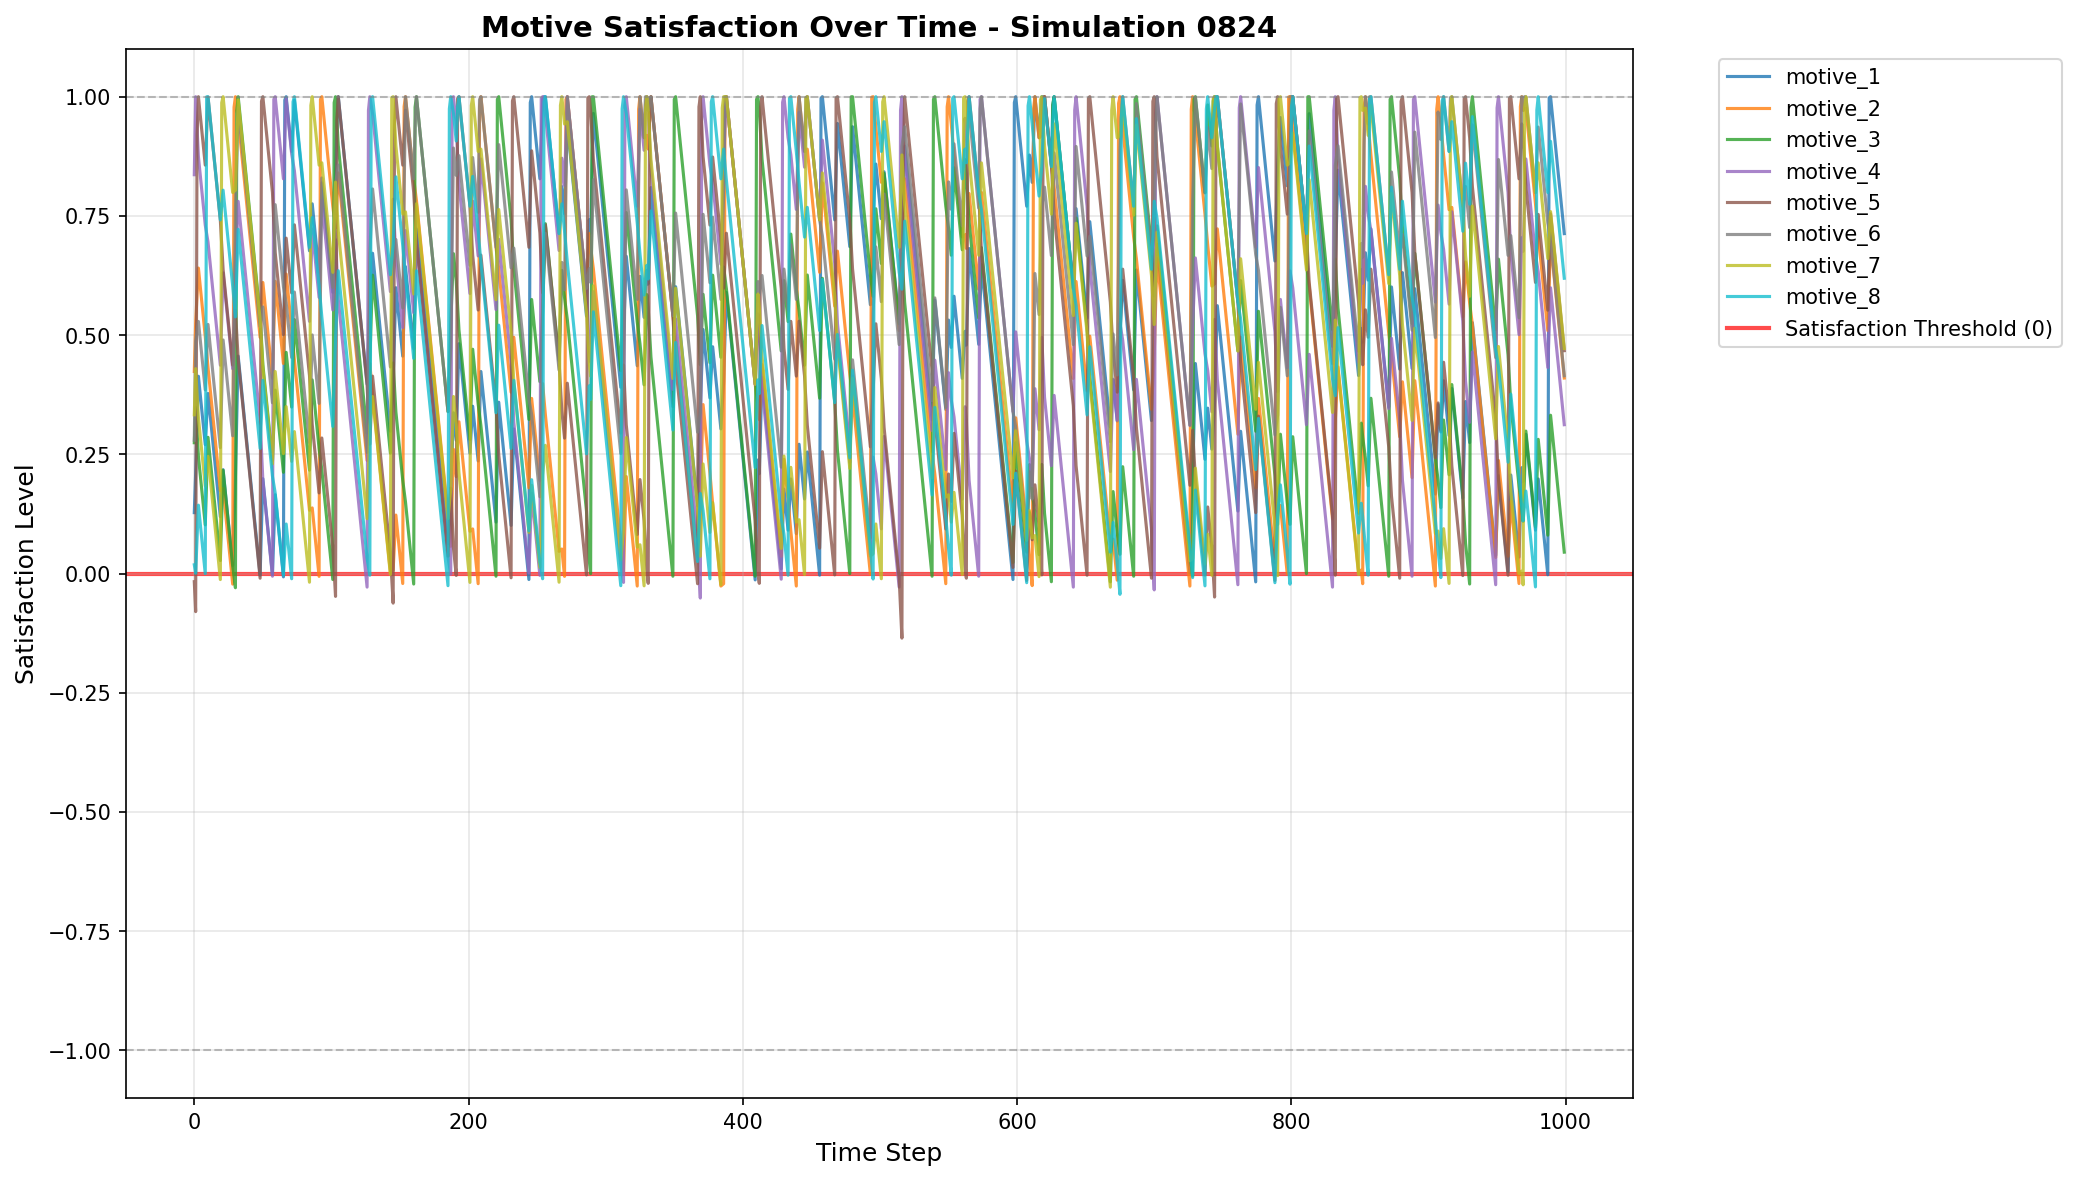 Motive Satisfaction Over Time - Simulation 0824
1.00
0.75
0.50
0.25
0.00
−0.25
−0.50
−0.75
−1.00
Satisfaction Level
0 200 400 600 800 1000
Time Step
motive_1
motive_2
motive_3
motive_4
motive_5
motive_6
motive_7
motive_8
Satisfaction Threshold (0)